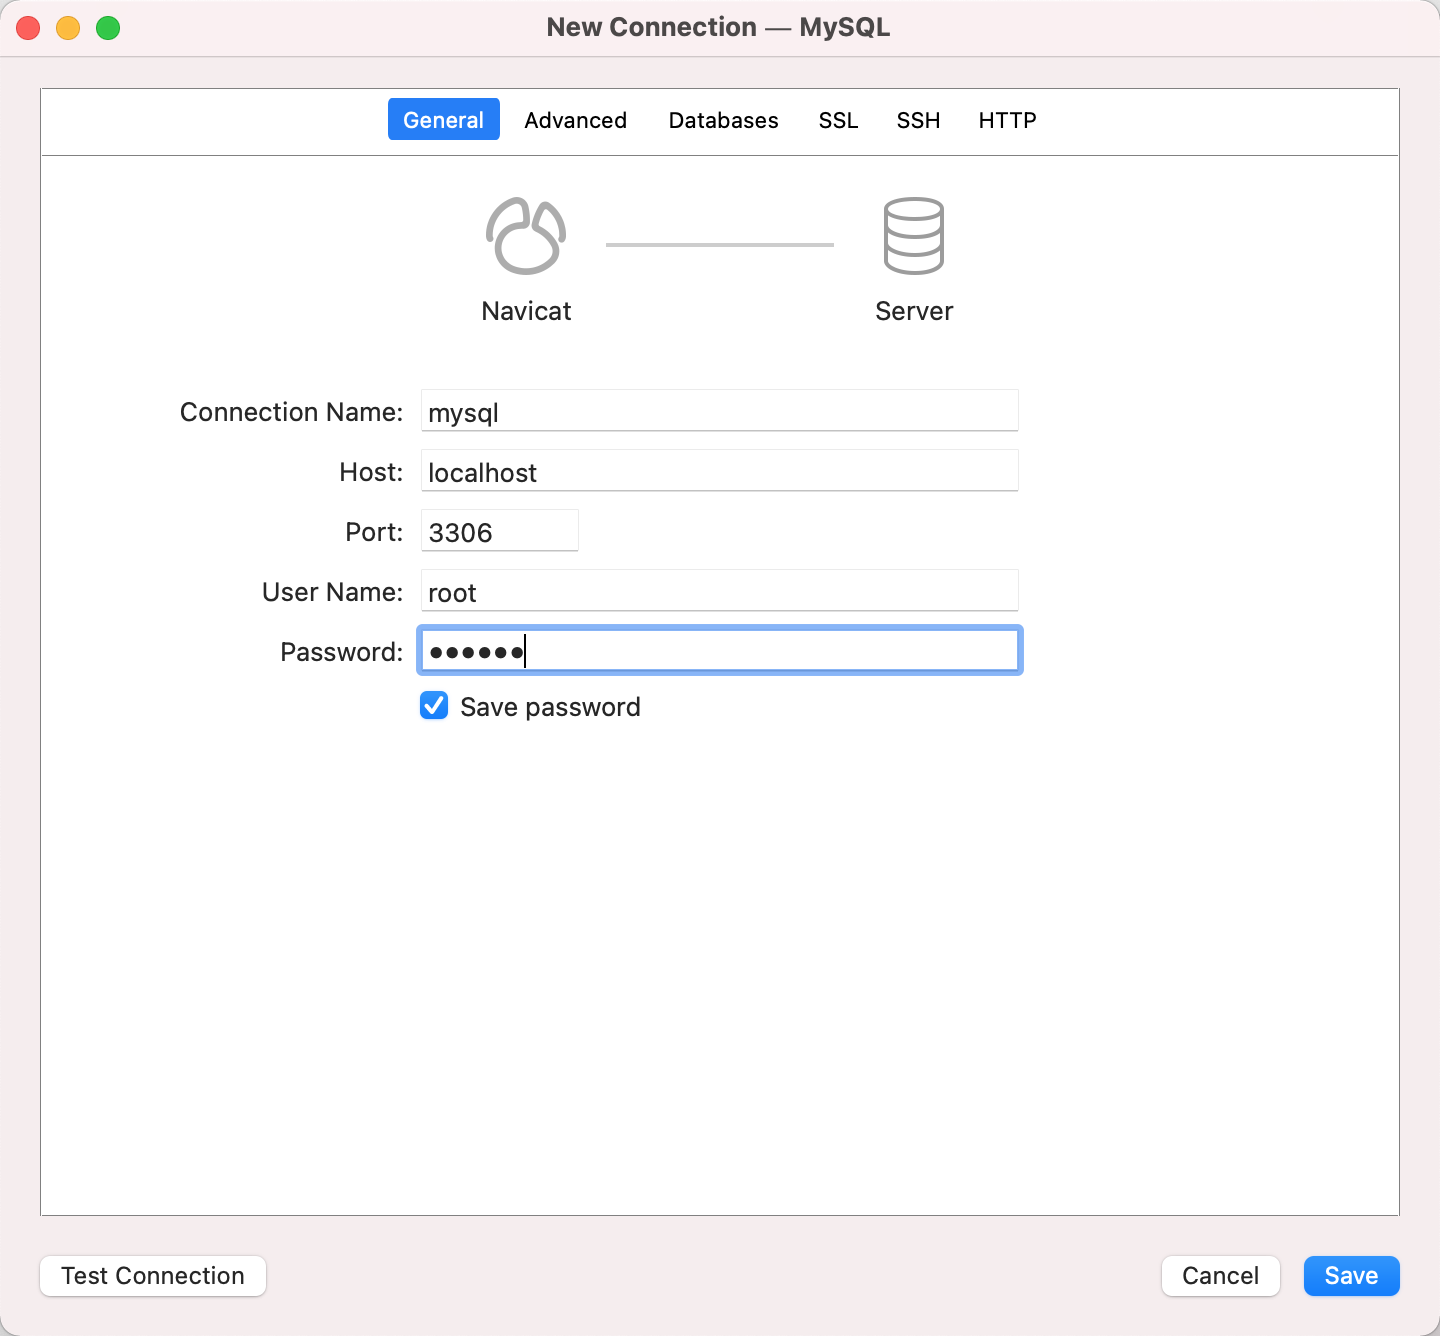 New Connection — MySQL
General Advanced Databases SSL SSH HTTP
Navicat Server
Connection Name: mysql
Host: localhost
Port: 3306
User Name: root
Password: ••••••
Save password
Test Connection Cancel Save